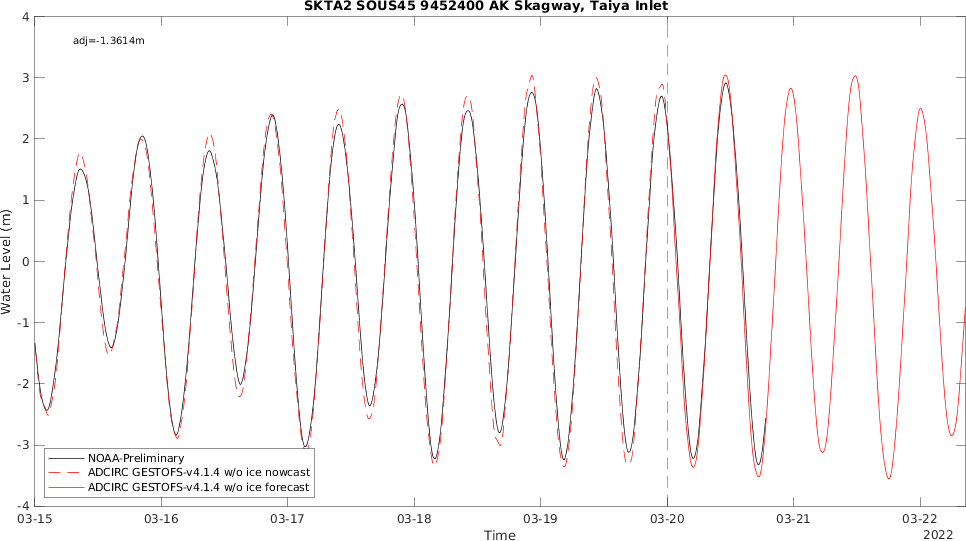 SKTA2 SOUS45 9452400 AK Skagway, Taiya Inlet
adj=-1.3614m
4
3
2
1
0
-1
-2
-3
-4
Water Level (m)
NOAA-Preliminary
ADCIRC GESTOFS-v4.1.4 w/o ice nowcast
ADCIRC GESTOFS-v4.1.4 w/o ice forecast
03-15 03-16 03-17 03-18 03-19 03-20 03-21 03-22
Time
2022